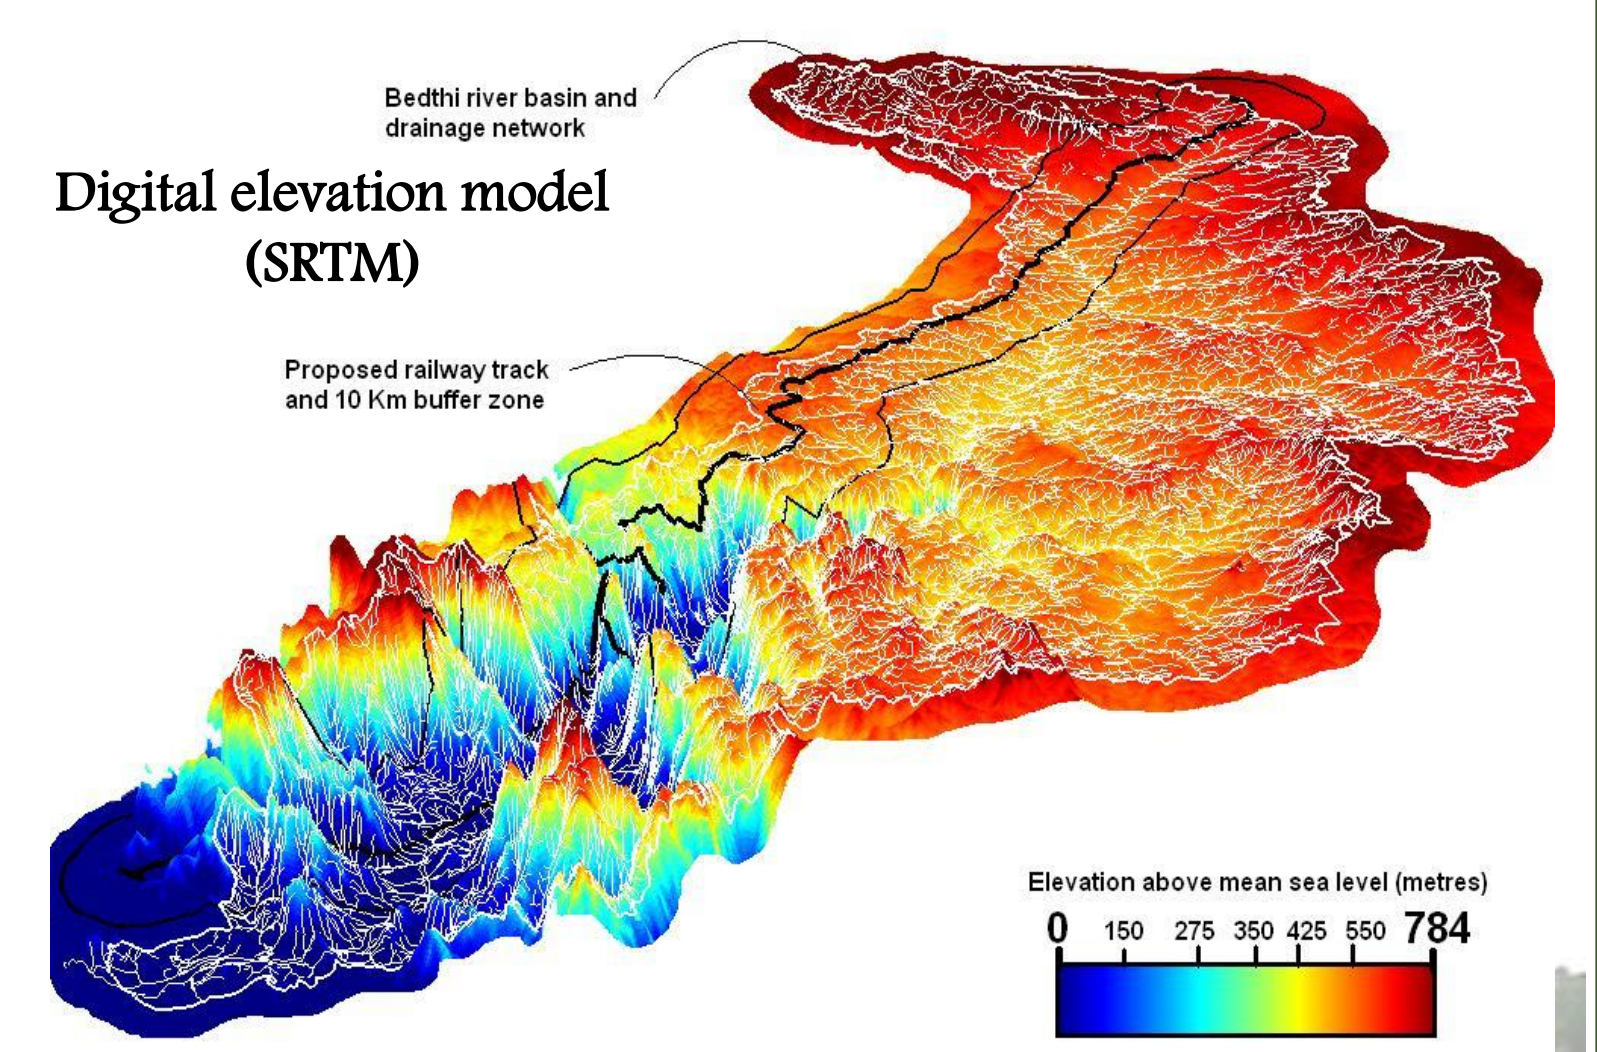 Bedthi river basin and
drainage network
Digital elevation model
(SRTM)
Proposed railway track
and 10 Km buffer zone
Elevation above mean sea level (metres)
0 150 275 350 425 550 784